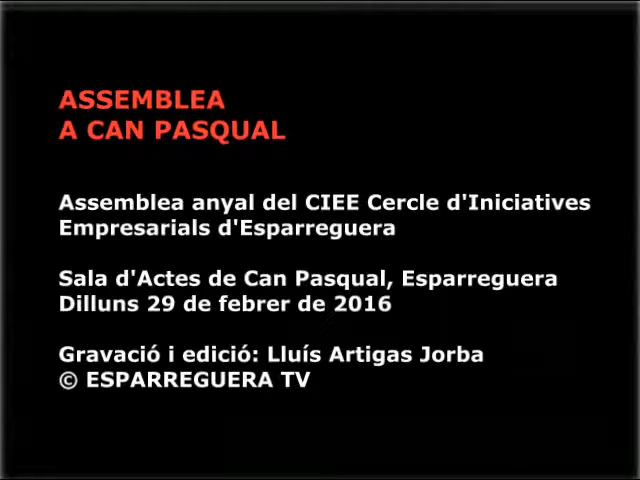 ASSEMBLEA
A CAN PASQUAL
Assemblea anyal del CIEE Cercle d'Iniciatives
Empresarials d'Esparreguera
Sala d'Actes de Can Pasqual, Esparreguera
Dilluns 29 de febrer de 2016
Gravació i edició: Lluís Artigas Jorba
© ESPARREGUERA TV